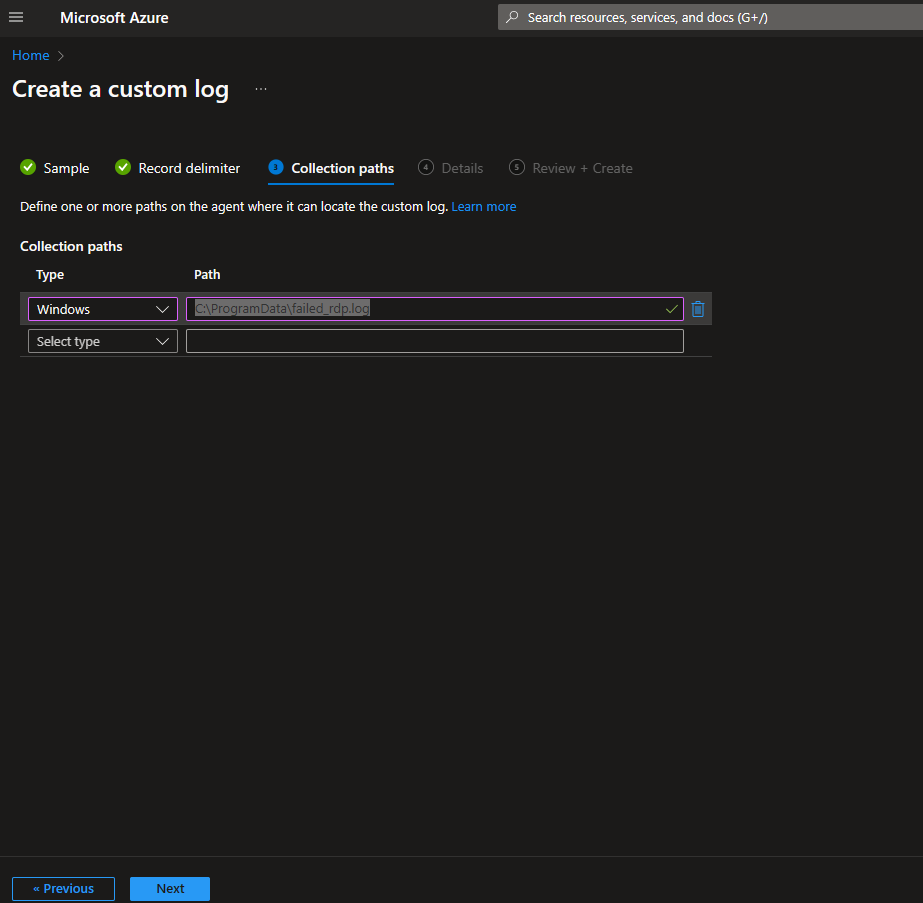 Microsoft Azure
Search resources, services, and docs (G+/)
Home
Create a custom log ...
Sample
Record delimiter
3 Collection paths
4 Details
5 Review + Create
Define one or more paths on the agent where it can locate the custom log. Learn more
Collection paths
Type Path
Windows C:\ProgramData\failed_rdp.log
Select type
« Previous Next